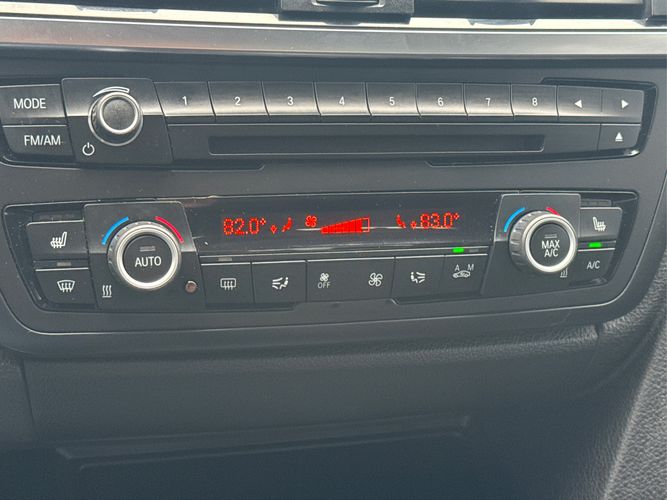 MODE
1 2 3 4 5 6 7 8
FM/AM
82.0° 83.0°
AUTO
MAX
A/C
A M
A/C
OFF